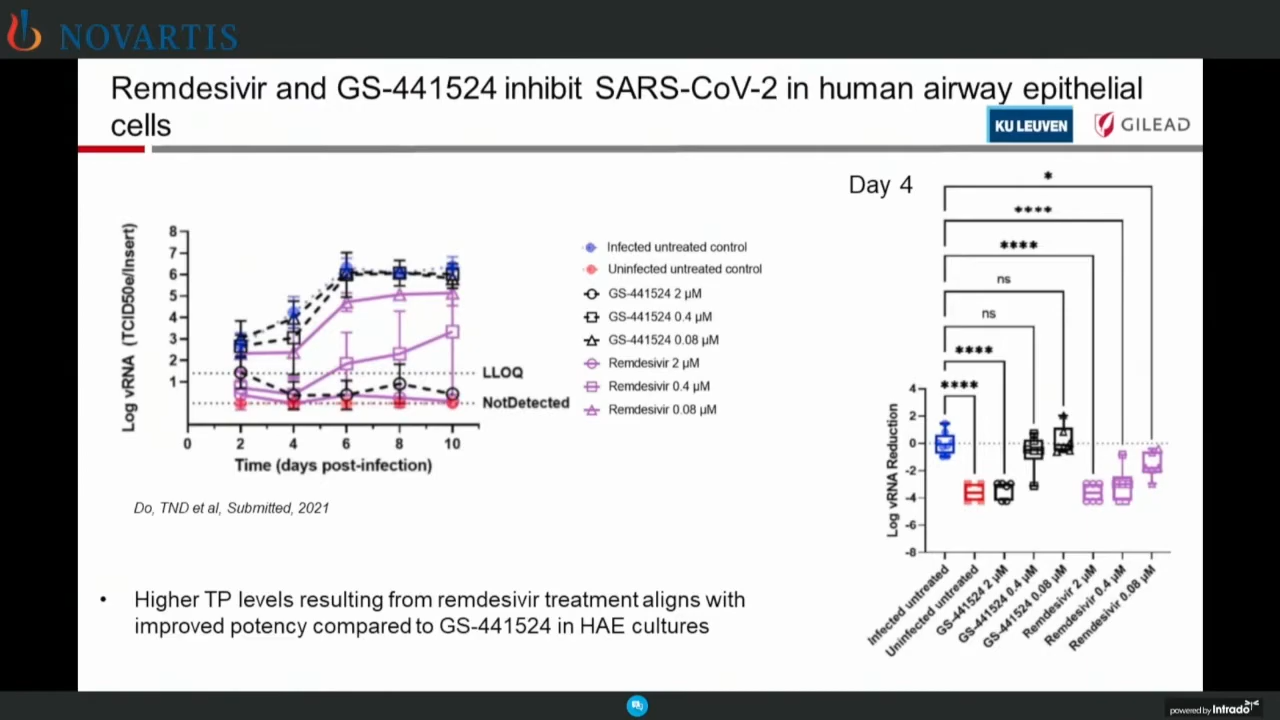 NOVARTIS
Remdesivir and GS-441524 inhibit SARS-CoV-2 in human airway epithelial
cells
KU LEUVEN
GILEAD
Log vRNA (TCID50e/Insert)
8
7
6
5
4
3
2
1
0
2
4
6
8
10
Time (days post-infection)
LLOQ
NotDetected
Infected untreated control
Uninfected untreated control
GS-441524 2 µM
GS-441524 0.4 µM
GS-441524 0.08 µM
Remdesivir 2 µM
Remdesivir 0.4 µM
Remdesivir 0.08 µM
Do, TND et al, Submitted, 2021
• Higher TP levels resulting from remdesivir treatment aligns with
improved potency compared to GS-441524 in HAE cultures
Day 4
*
****
****
ns
ns
****
****
Log vRNA Reduction
4
2
0
-2
-4
-6
-8
Infected untreated
Uninfected untreated
GS-441524 2 µM
GS-441524 0.4 µM
GS-441524 0.08 µM
Remdesivir 2 µM
Remdesivir 0.4 µM
Remdesivir 0.08 µM
powered by Intrado